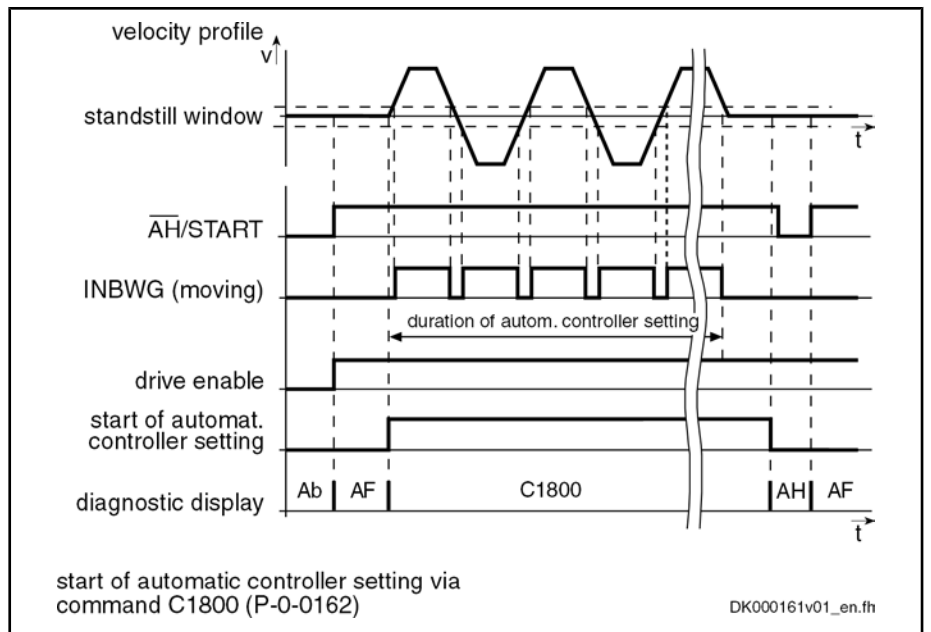 velocity profile
v
standstill window
t
A̅H̅/START
INBWG (moving)
duration of autom. controller setting
drive enable
start of automat.
controller setting
diagnostic display
Ab AF C1800 AH AF
t
start of automatic controller setting via
command C1800 (P-0-0162)
DK000161v01_en.fh